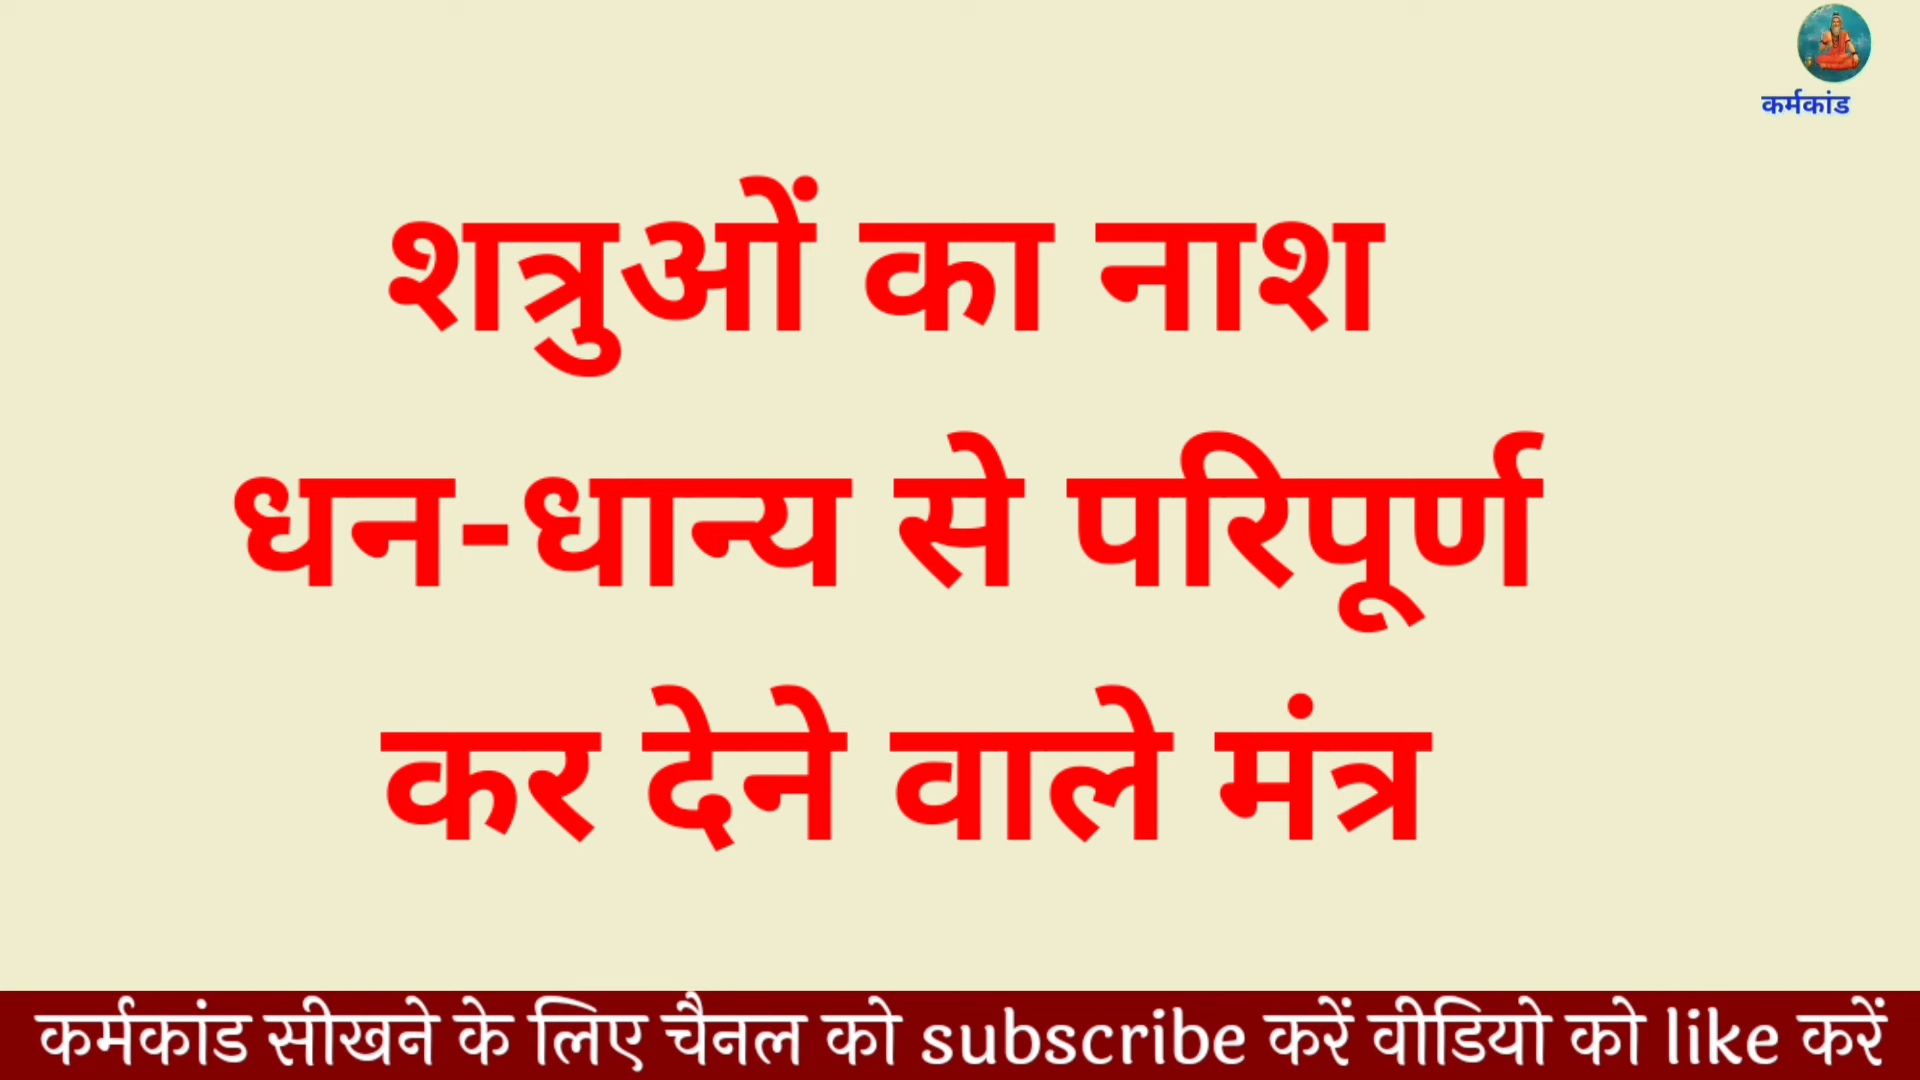 कर्मकांड
शत्रुओं का नाश
धन-धान्य से परिपूर्ण
कर देने वाले मंत्र
कर्मकांड सीखने के लिए चैनल को subscribe करें वीडियो को like करें